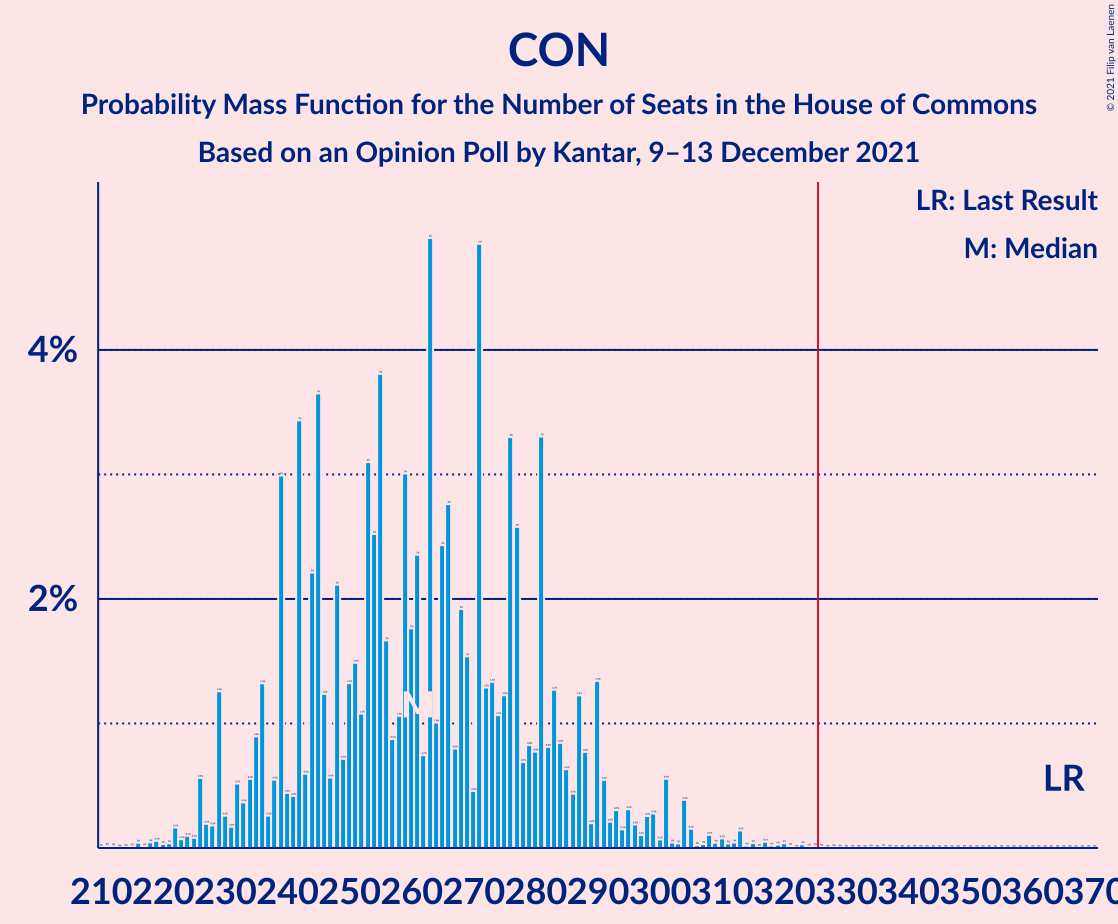 CON
Probability Mass Function for the Number of Seats in the House of Commons
Based on an Opinion Poll by Kantar, 9–13 December 2021
© 2021 Filip van Laenen
LR: Last Result
M: Median
4%
2%
M
LR
210220230240250260270280290300310320330340350360370